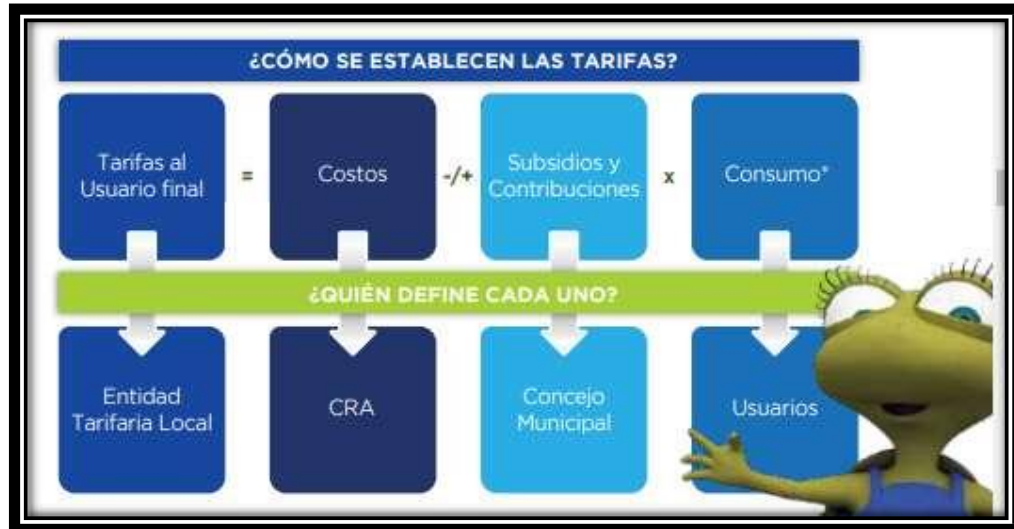 ¿CÓMO SE ESTABLECEN LAS TARIFAS?
Tarifas al
Usuario final
=
Costos
-/+
Subsidios y
Contribuciones
x
Consumo*
¿QUIÉN DEFINE CADA UNO?
Entidad
Tarifaria Local
CRA
Concejo
Municipal
Usuarios